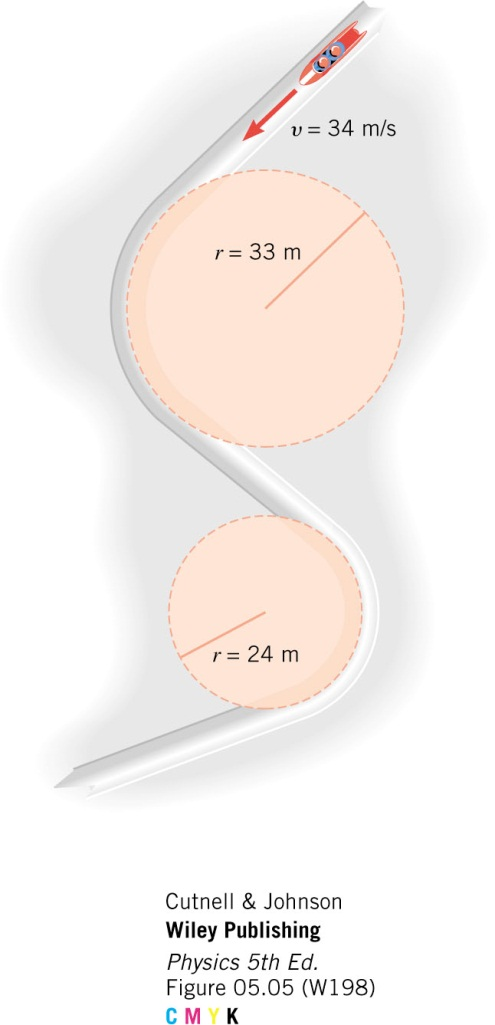 v = 34 m/s
r = 33 m
r = 24 m
Cutnell & Johnson
Wiley Publishing
Physics 5th Ed.
Figure 05.05 (W198)
C M Y K